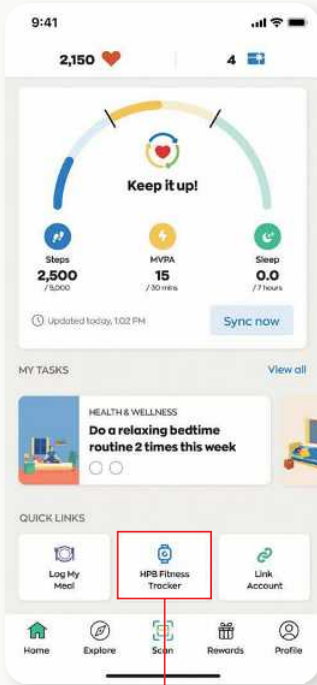 9:41
2,150 4
Keep it up!
Steps MVPA Sleep
2,500 15 0.0
/5,000 /30 mins /7 hours
Updated today, 1:02 PM Sync now
MY TASKS View all
HEALTH & WELLNESS
Do a relaxing bedtime
routine 2 times this week
QUICK LINKS
Log My HPB Fitness Link
Meal Tracker Account
Home Explore Scan Rewards Profile